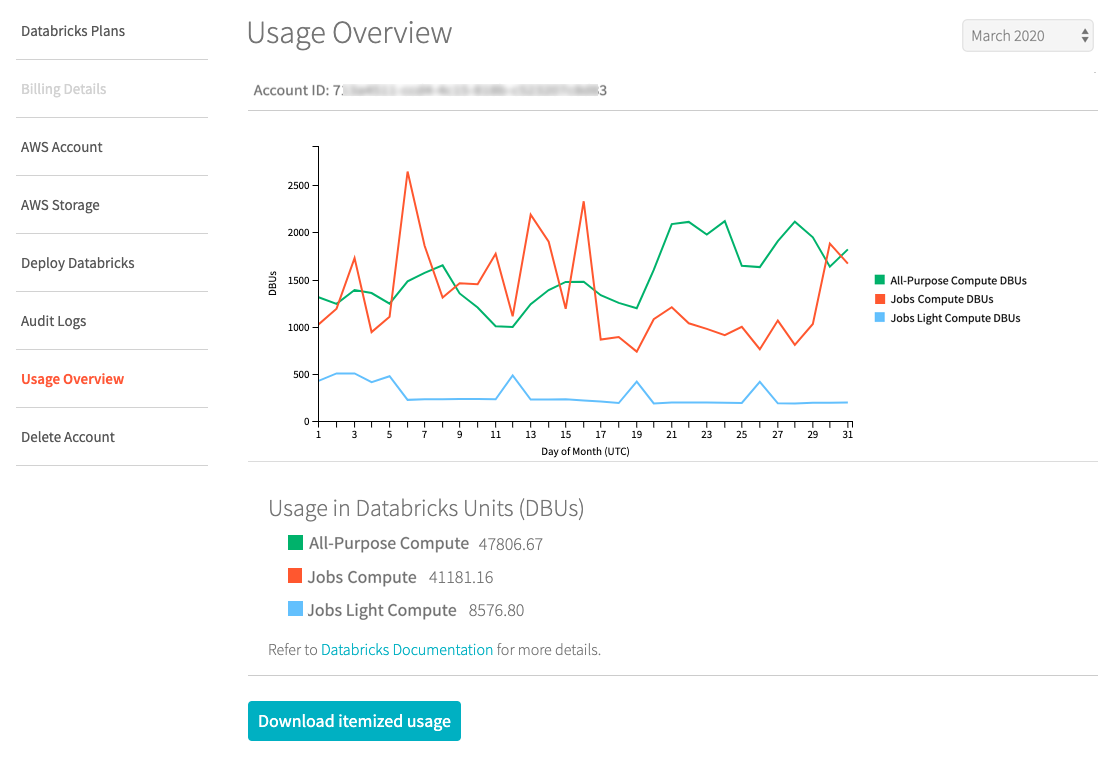 Databricks Plans
Billing Details
AWS Account
AWS Storage
Deploy Databricks
Audit Logs
Usage Overview
Delete Account
Usage Overview
March 2020
Account ID: 7
3
DBUs
2500
2000
1500
1000
500
0
1 3 5 7 9 11 13 15 17 19 21 23 25 27 29 31
Day of Month (UTC)
All-Purpose Compute DBUs
Jobs Compute DBUs
Jobs Light Compute DBUs
Usage in Databricks Units (DBUs)
All-Purpose Compute 47806.67
Jobs Compute 41181.16
Jobs Light Compute 8576.80
Refer to Databricks Documentation for more details.
Download itemized usage